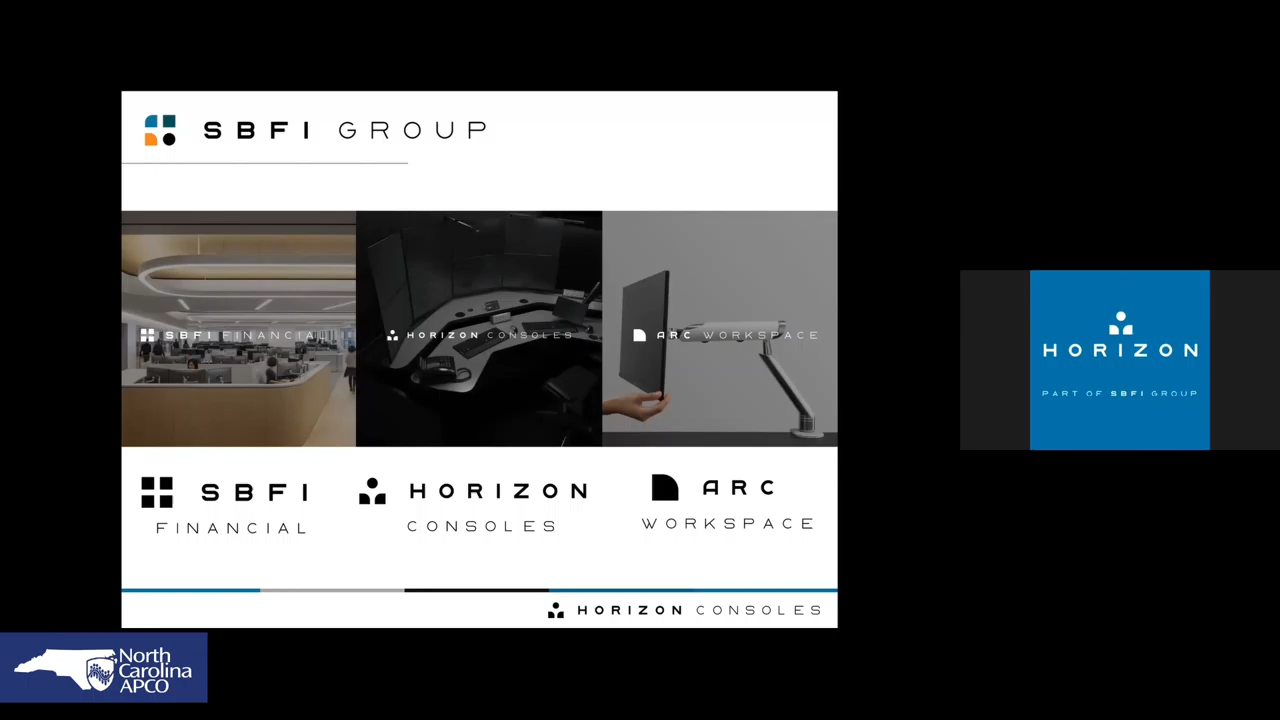 SBFI GROUP
SBFI FINANCIAL
HORIZON CONSOLES
ARC WORKSPACE
SBFI
FINANCIAL
HORIZON
CONSOLES
ARC
WORKSPACE
HORIZON CONSOLES
HORIZON
PART OF SBFI GROUP
North
Carolina
APCO